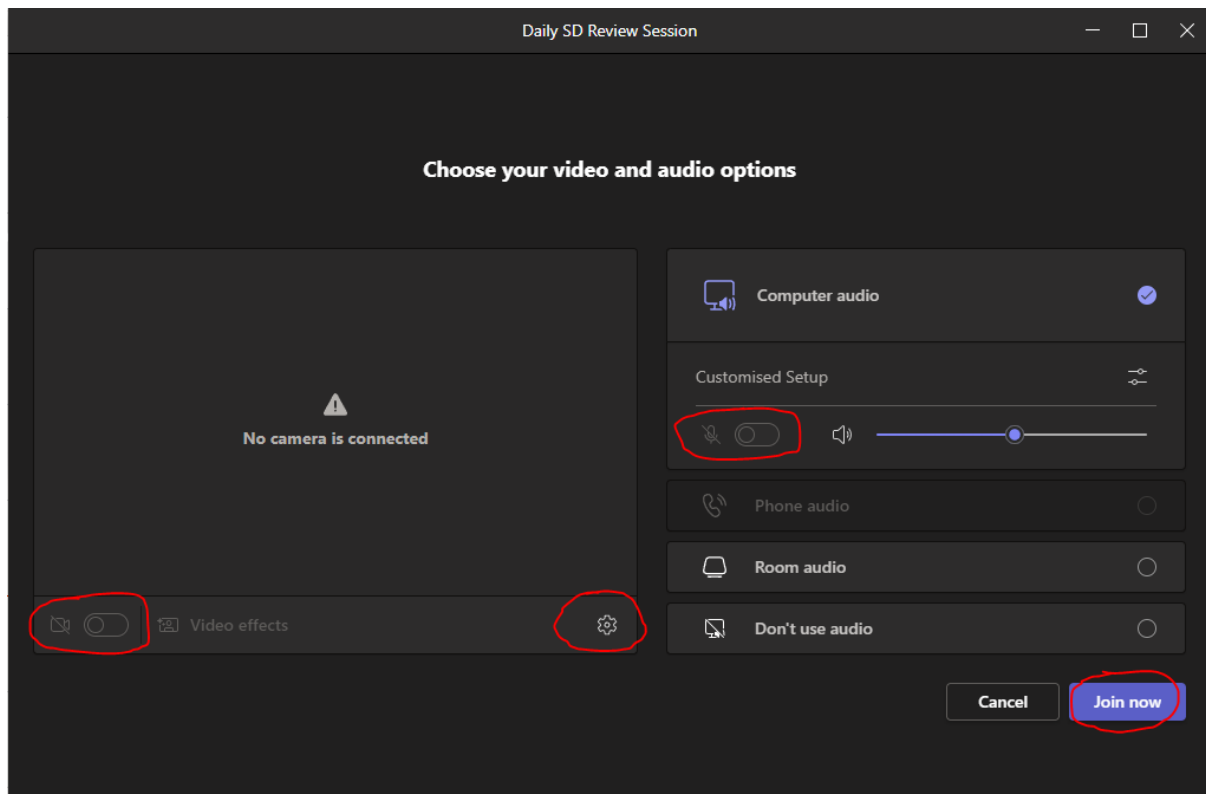 Daily SD Review Session
Choose your video and audio options
No camera is connected
Video effects
Computer audio
Customised Setup
Phone audio
Room audio
Don't use audio
Cancel
Join now